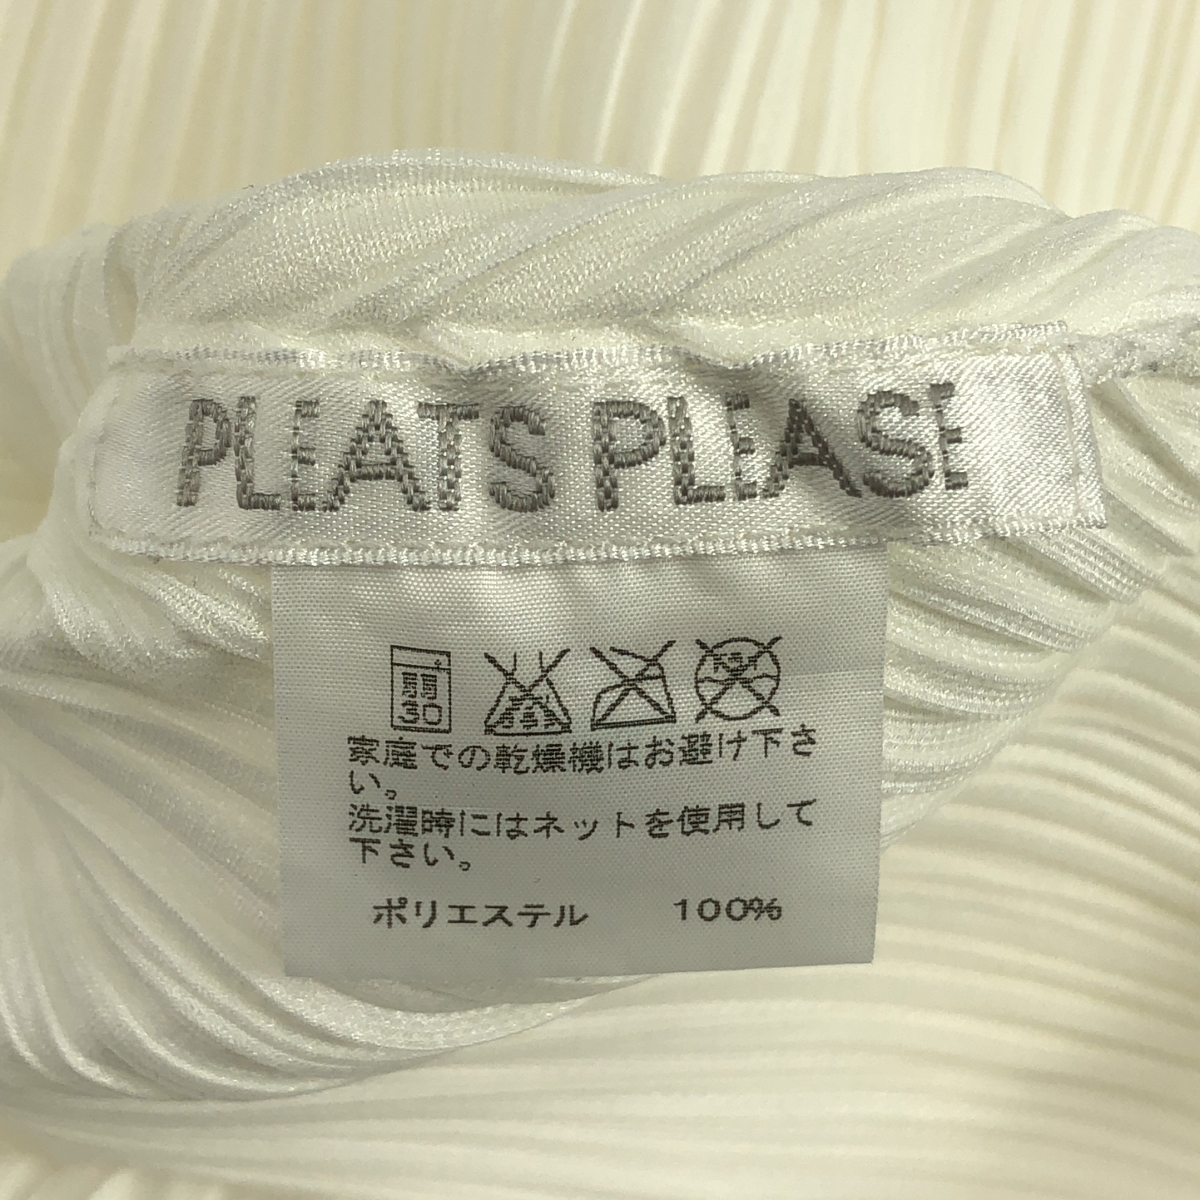 PLEATS PLEASE
弱
30
家庭での乾燥機はお避け下さ
い。
洗濯時にはネットを使用して
下さい。
ポリエステル 100%